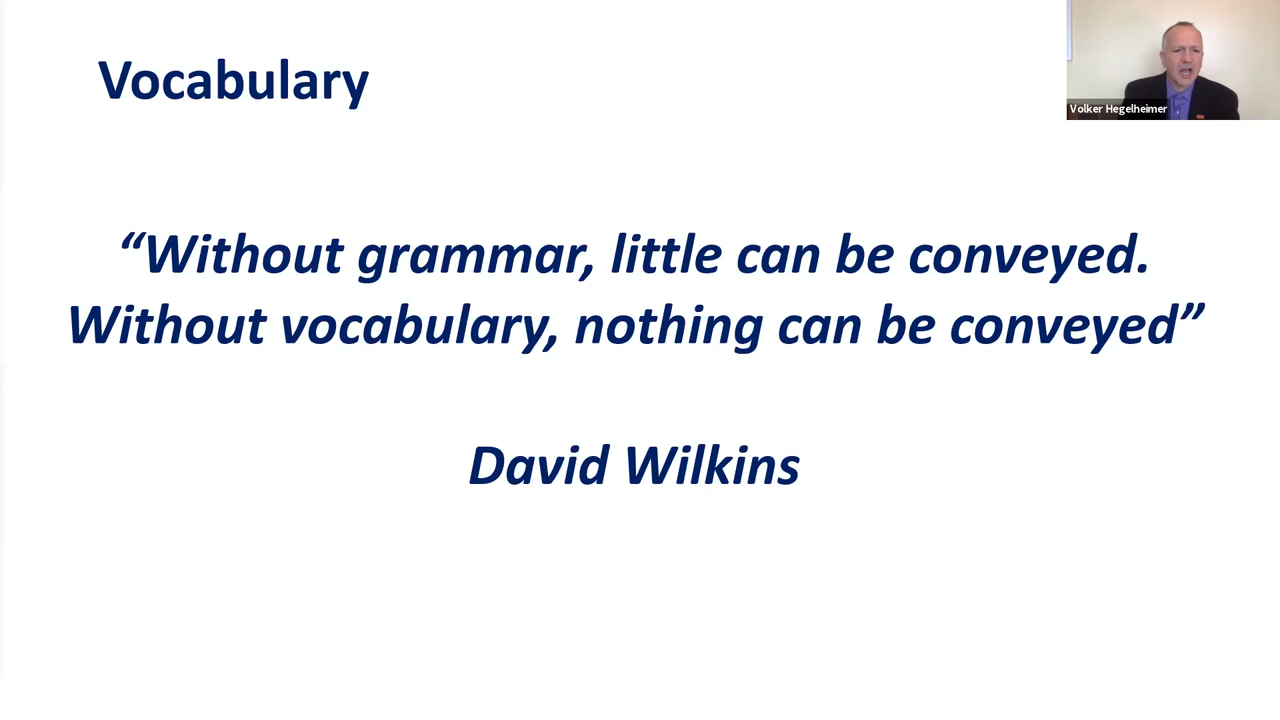 Vocabulary
Volker Hegelheimer
“Without grammar, little can be conveyed.
Without vocabulary, nothing can be conveyed”
David Wilkins